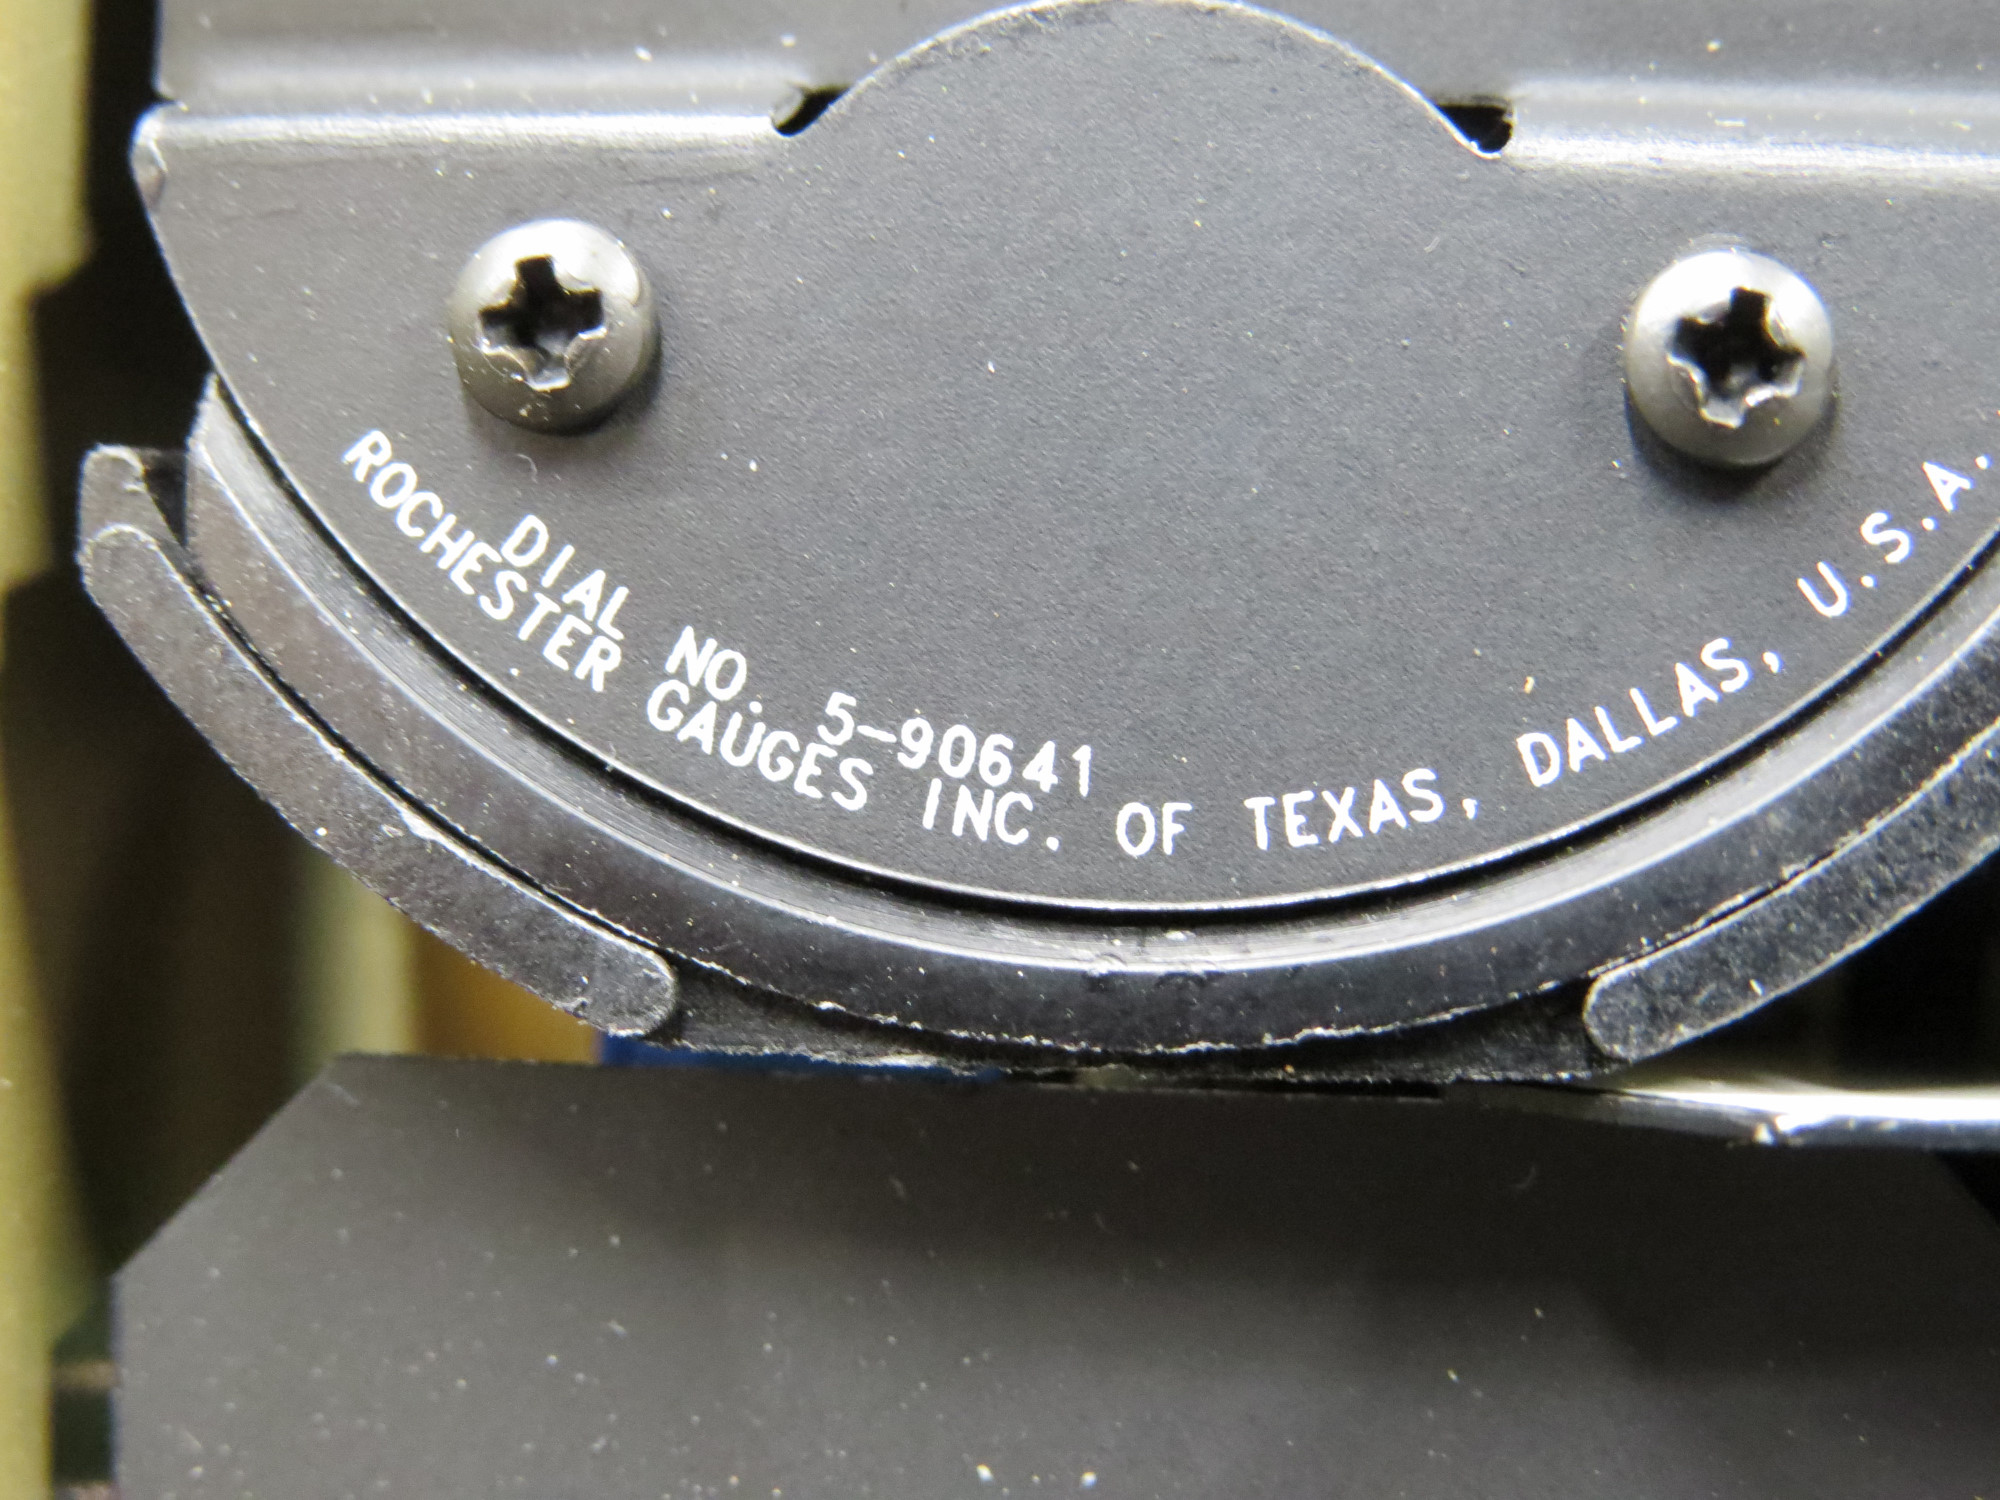 DIAL NO. 5-90641
ROCHESTER GAUGES INC. OF TEXAS, DALLAS, U.S.A.